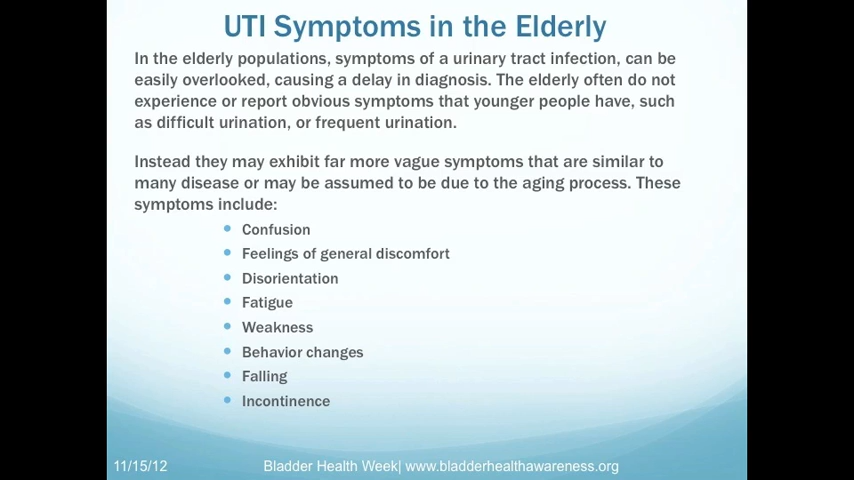 UTI Symptoms in the Elderly
In the elderly populations, symptoms of a urinary tract infection, can be
easily overlooked, causing a delay in diagnosis. The elderly often do not
experience or report obvious symptoms that younger people have, such
as difficult urination, or frequent urination.
Instead they may exhibit far more vague symptoms that are similar to
many disease or may be assumed to be due to the aging process. These
symptoms include:
• Confusion
• Feelings of general discomfort
• Disorientation
• Fatigue
• Weakness
• Behavior changes
• Falling
• Incontinence
11/15/12 Bladder Health Week| www.bladderhealthawareness.org